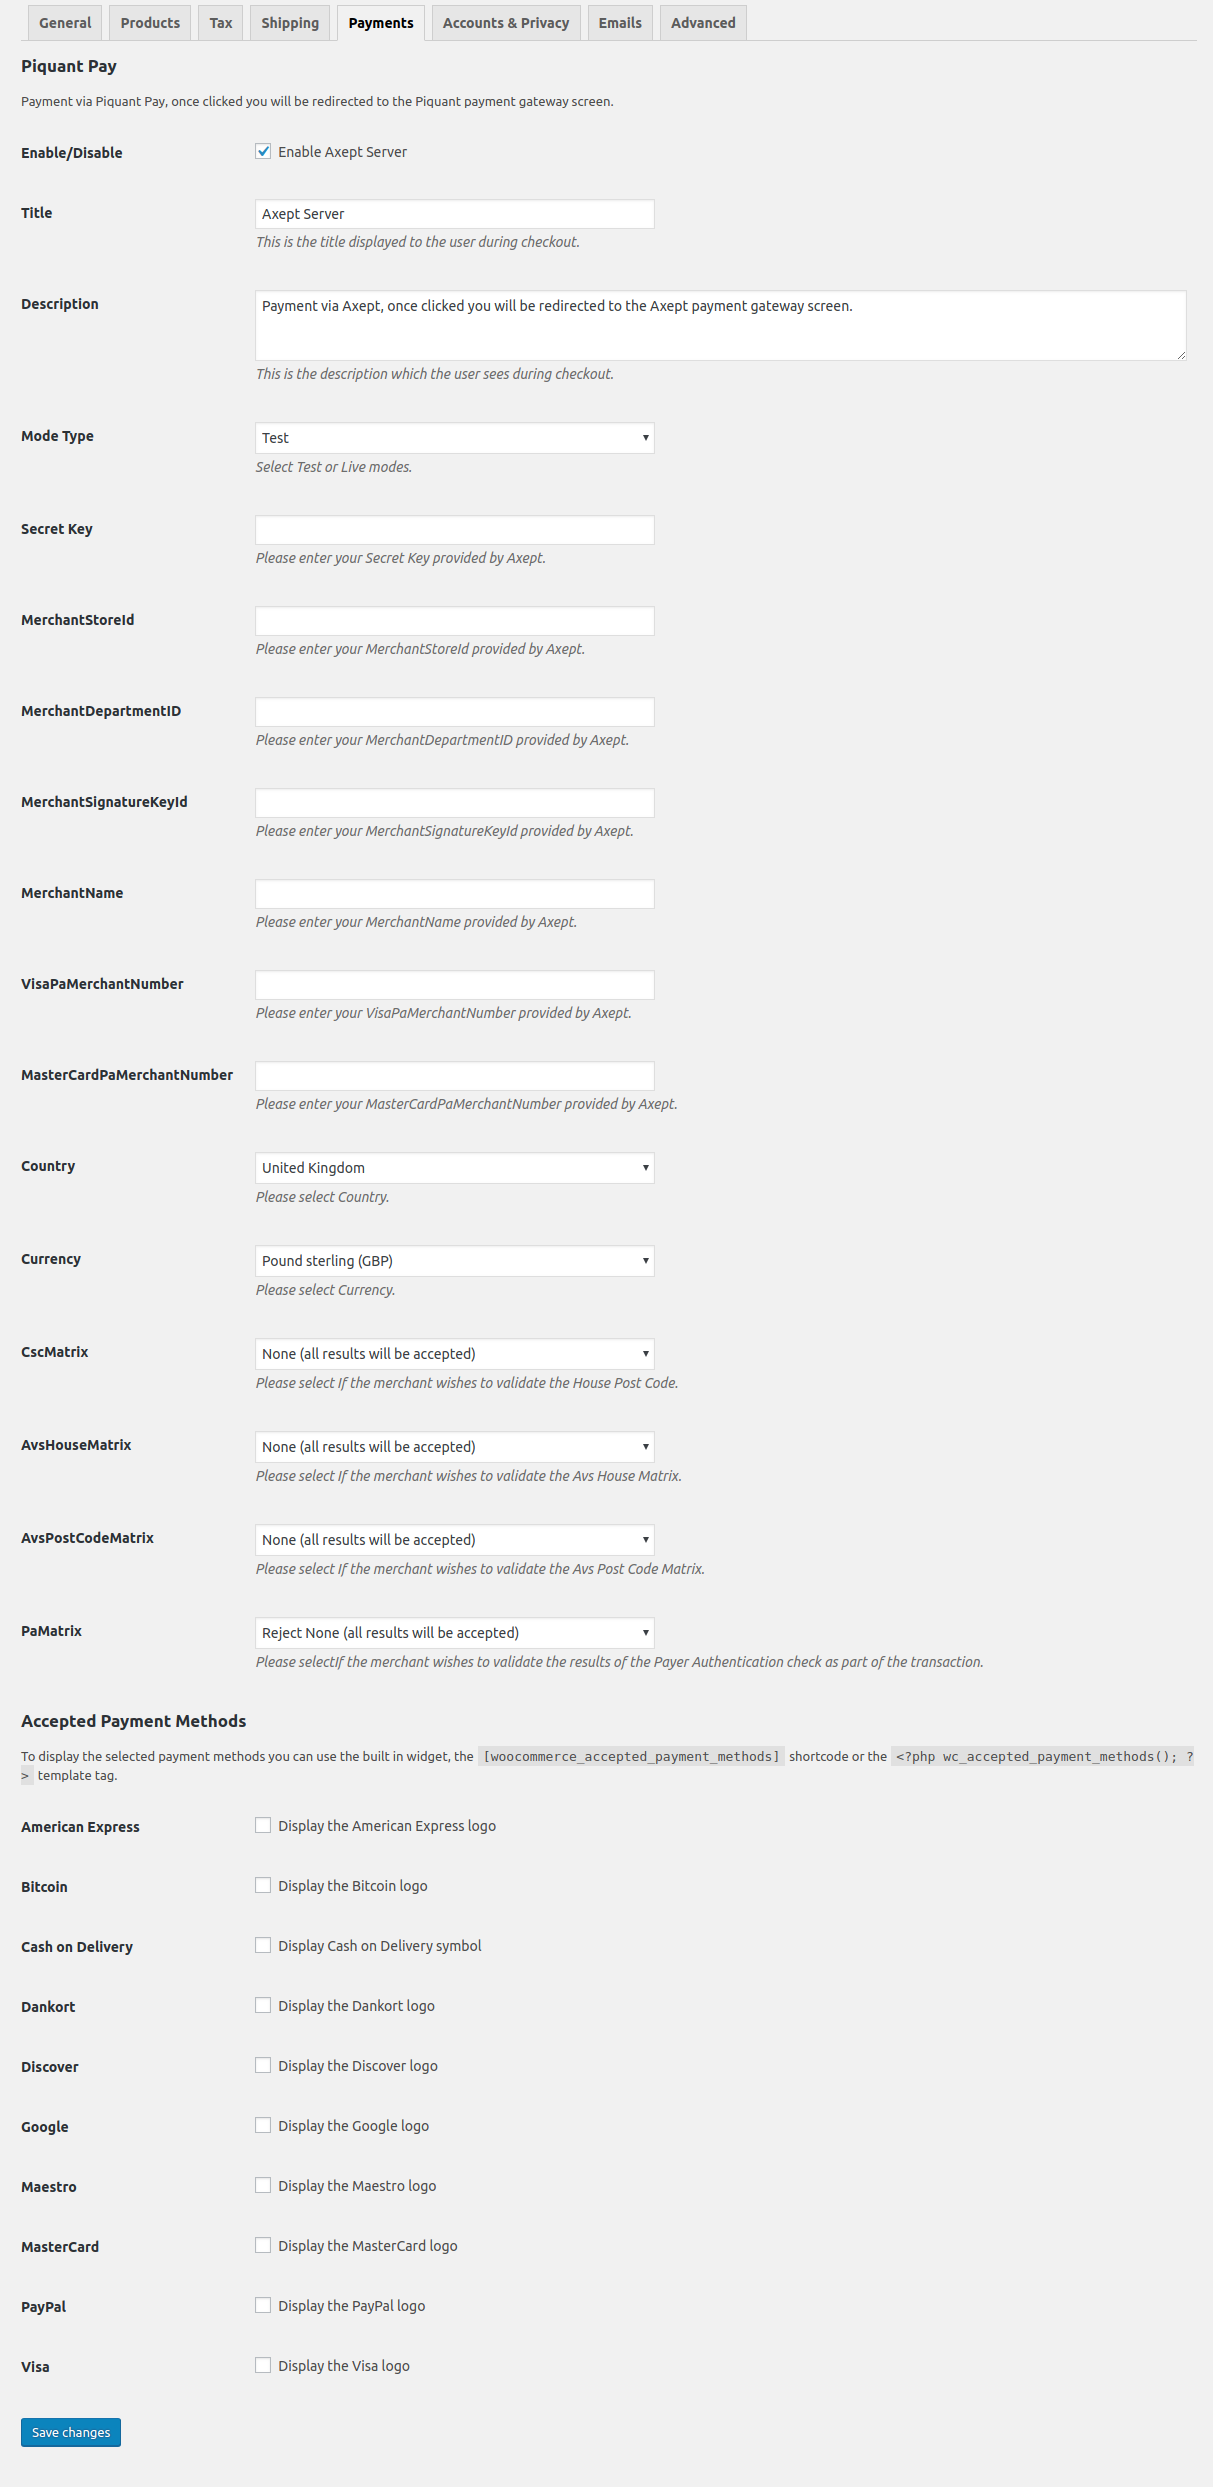 General Products Tax Shipping Payments Accounts & Privacy Emails Advanced
Piquant Pay
Payment via Piquant Pay, once clicked you will be redirected to the Piquant payment gateway screen.
Enable/Disable Enable Axept Server
Title Axept Server
This is the title displayed to the user during checkout.
Description Payment via Axept, once clicked you will be redirected to the Axept payment gateway screen.
This is the description which the user sees during checkout.
Mode Type Test
Select Test or Live modes.
Secret Key
Please enter your Secret Key provided by Axept.
MerchantStoreId
Please enter your MerchantStoreId provided by Axept.
MerchantDepartmentID
Please enter your MerchantDepartmentID provided by Axept.
MerchantSignatureKeyId
Please enter your MerchantSignatureKeyId provided by Axept.
MerchantName
Please enter your MerchantName provided by Axept.
VisaPaMerchantNumber
Please enter your VisaPaMerchantNumber provided by Axept.
MasterCardPaMerchantNumber
Please enter your MasterCardPaMerchantNumber provided by Axept.
Country United Kingdom
Please select Country.
Currency Pound sterling (GBP)
Please select Currency.
CscMatrix None (all results will be accepted)
Please select If the merchant wishes to validate the House Post Code.
AvsHouseMatrix None (all results will be accepted)
Please select If the merchant wishes to validate the Avs House Matrix.
AvsPostCodeMatrix None (all results will be accepted)
Please select If the merchant wishes to validate the Avs Post Code Matrix.
PaMatrix Reject None (all results will be accepted)
Please selectIf the merchant wishes to validate the results of the Payer Authentication check as part of the transaction.
Accepted Payment Methods
To display the selected payment methods you can use the built in widget, the [woocommerce_accepted_payment_methods] shortcode or the <?php wc_accepted_payment_methods(); ?
> template tag.
American Express Display the American Express logo
Bitcoin Display the Bitcoin logo
Cash on Delivery Display Cash on Delivery symbol
Dankort Display the Dankort logo
Discover Display the Discover logo
Google Display the Google logo
Maestro Display the Maestro logo
MasterCard Display the MasterCard logo
PayPal Display the PayPal logo
Visa Display the Visa logo
Save changes